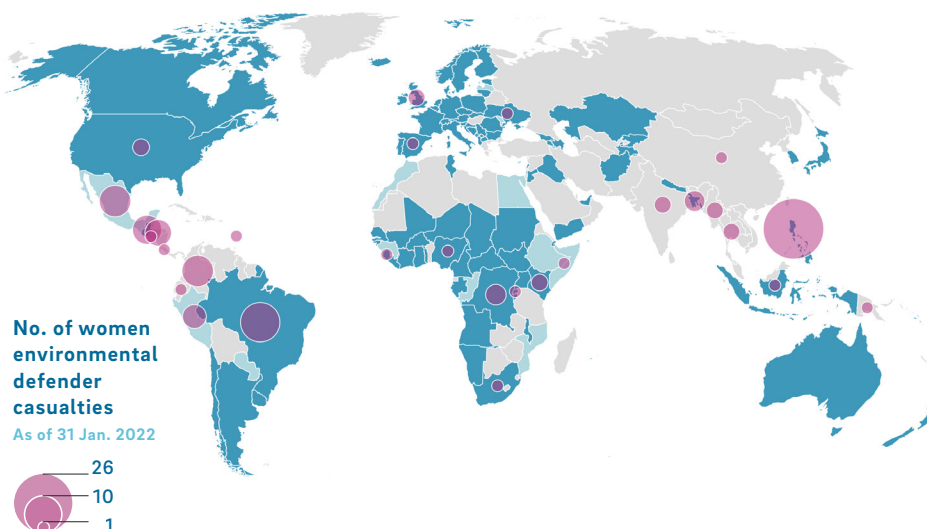 No. of women
environmental
defender
casualties
As of 31 Jan. 2022
26
10
1